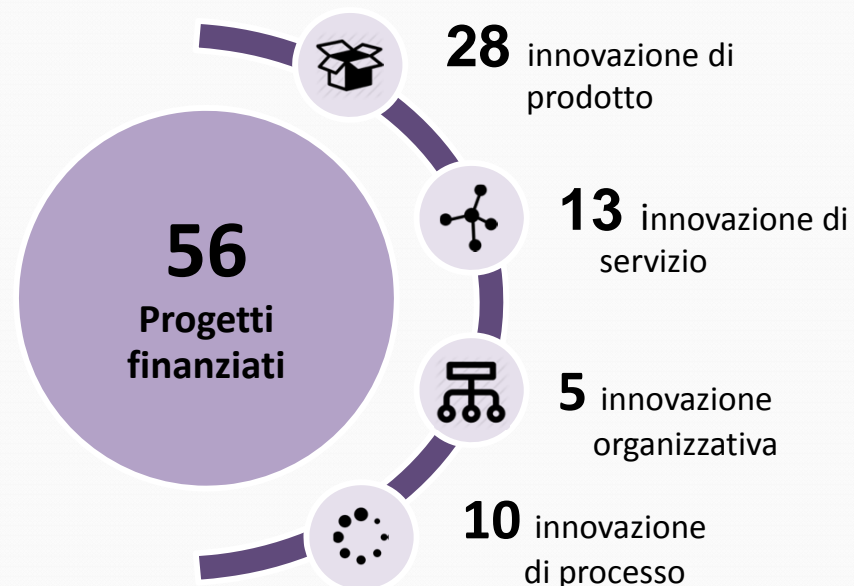 56
Progetti
finanziati
28 innovazione di
prodotto
13 innovazione di
servizio
5 innovazione
organizzativa
10 innovazione
di processo